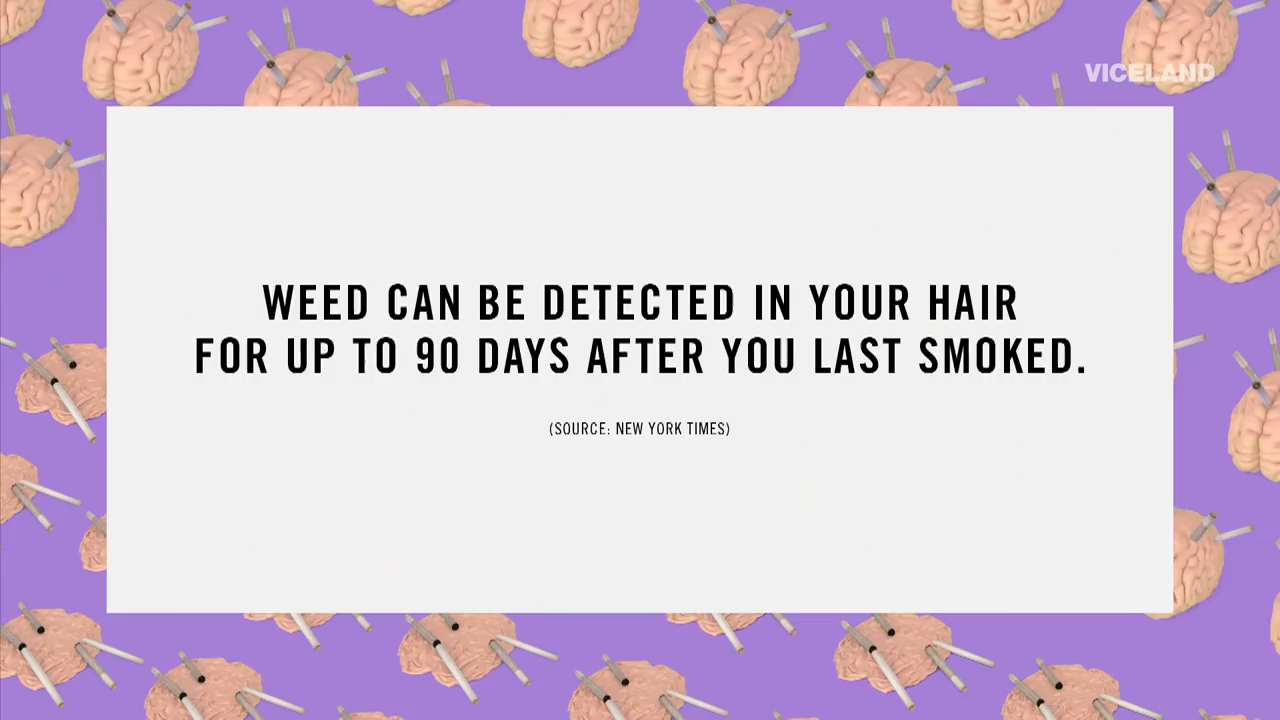 VICELAND
WEED CAN BE DETECTED IN YOUR HAIR
FOR UP TO 90 DAYS AFTER YOU LAST SMOKED.
(SOURCE: NEW YORK TIMES)